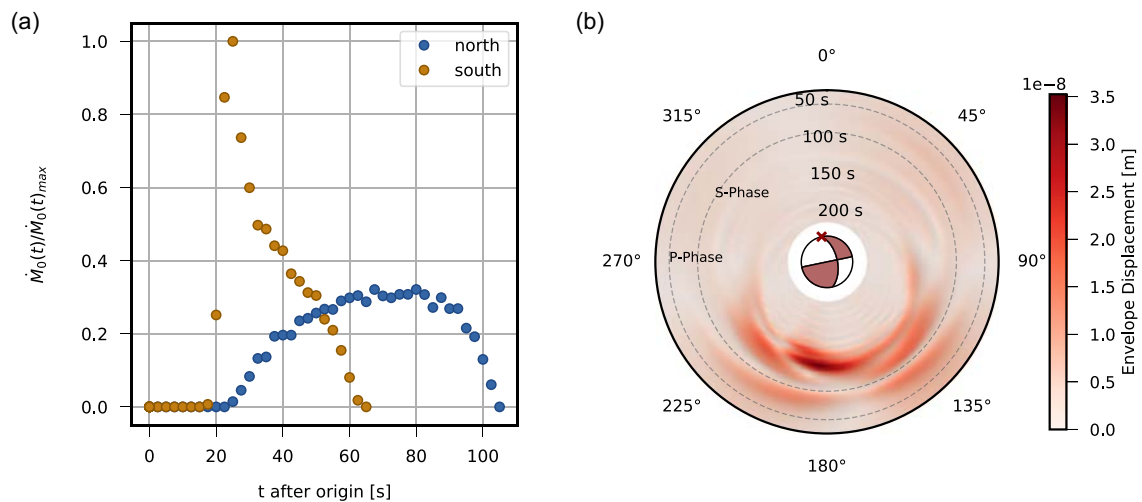 (a)
1.0
0.8
0.6
0.4
0.2
0.0
Ṁ₀(t)/Ṁ₀(t)ₘₐₓ
0
20
40
60
80
100
t after origin [s]
north
south
(b)
0°
45°
90°
135°
180°
225°
270°
315°
50 s
100 s
150 s
200 s
S-Phase
P-Phase
1e−8
3.5
3.0
2.5
2.0
1.5
1.0
0.5
0.0
Envelope Displacement [m]